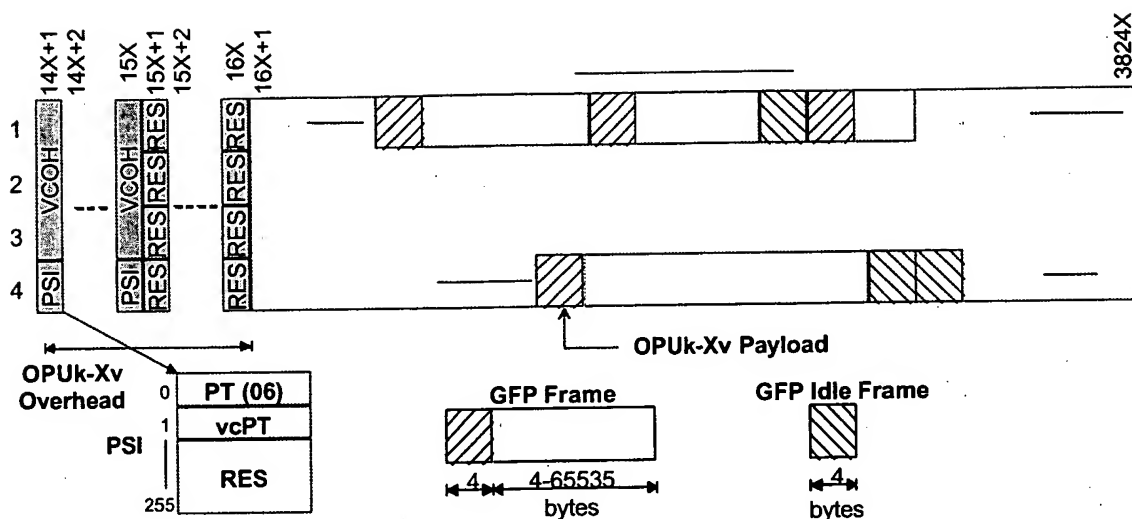 14X+1
14X+2
15X
15X+1
15X+2
16X
16X+1
3824X
1
2
3
4
VCOH
PSI
VCOH
PSI
RES
RES
RES
RES
RES
RES
RES
RES
OPUk-Xv Payload
OPUk-Xv
Overhead
0
PT (06)
1
vcPT
PSI
RES
255
GFP Frame
4
4-65535
bytes
GFP Idle Frame
4
bytes